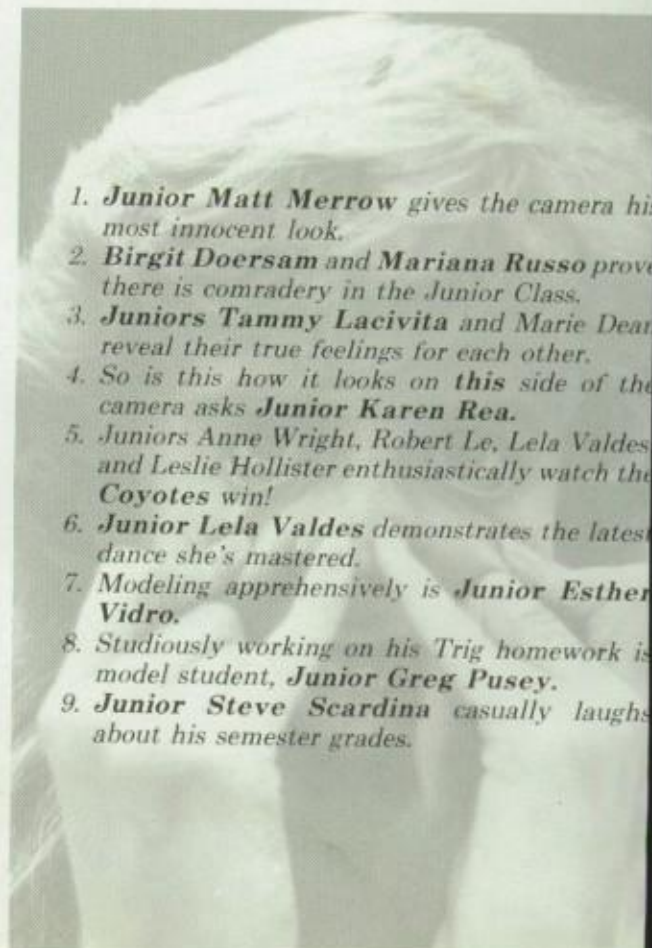 1. Junior Matt Merrow gives the camera his
most innocent look.
2. Birgit Doersam and Mariana Russo prove
there is comradery in the Junior Class.
3. Juniors Tammy Lacivita and Marie Dean
reveal their true feelings for each other.
4. So is this how it looks on this side of the
camera asks Junior Karen Rea.
5. Juniors Anne Wright, Robert Le, Lela Valdes
and Leslie Hollister enthusiastically watch the
Coyotes win!
6. Junior Lela Valdes demonstrates the latest
dance she's mastered.
7. Modeling apprehensively is Junior Esther
Vidro.
8. Studiously working on his Trig homework is
model student, Junior Greg Pusey.
9. Junior Steve Scardina casually laughs
about his semester grades.